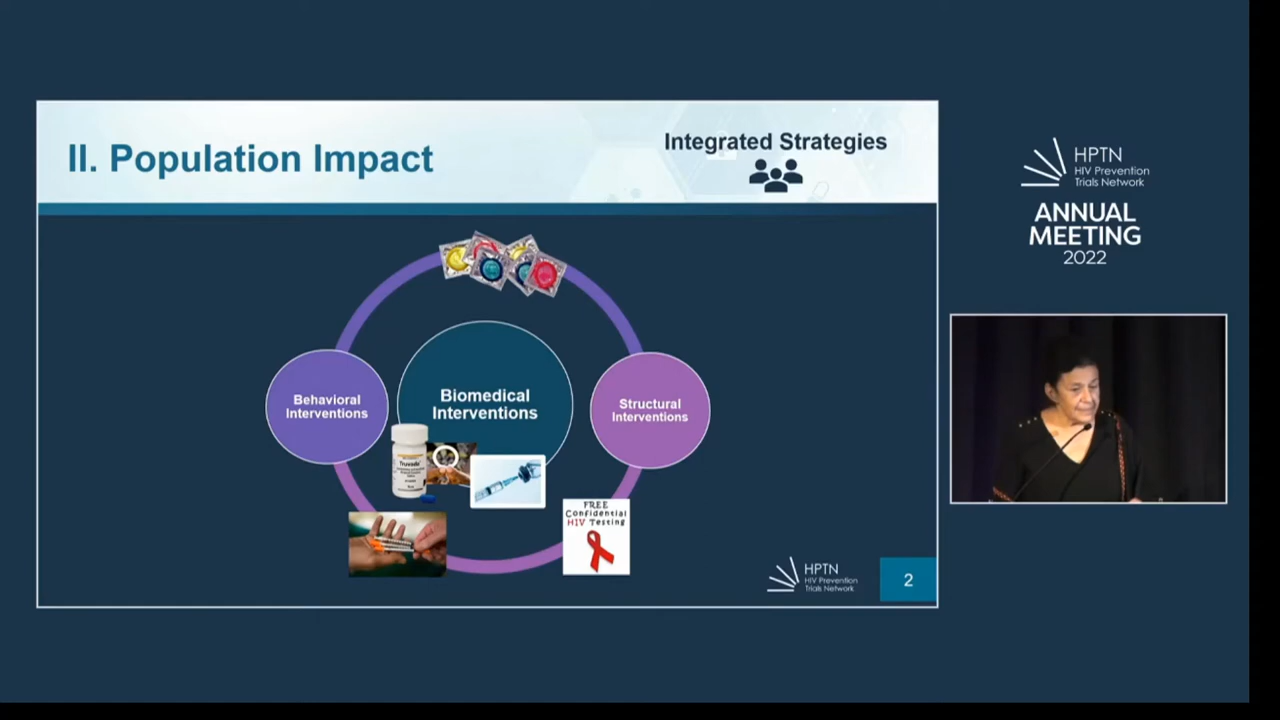 II. Population Impact
Integrated Strategies
Behavioral
Interventions
Biomedical
Interventions
Structural
Interventions
Truvada
FREE
Confidential
HIV Testing
HPTN
HIV Prevention
Trials Network
2
HPTN
HIV Prevention
Trials Network
ANNUAL
MEETING
2022